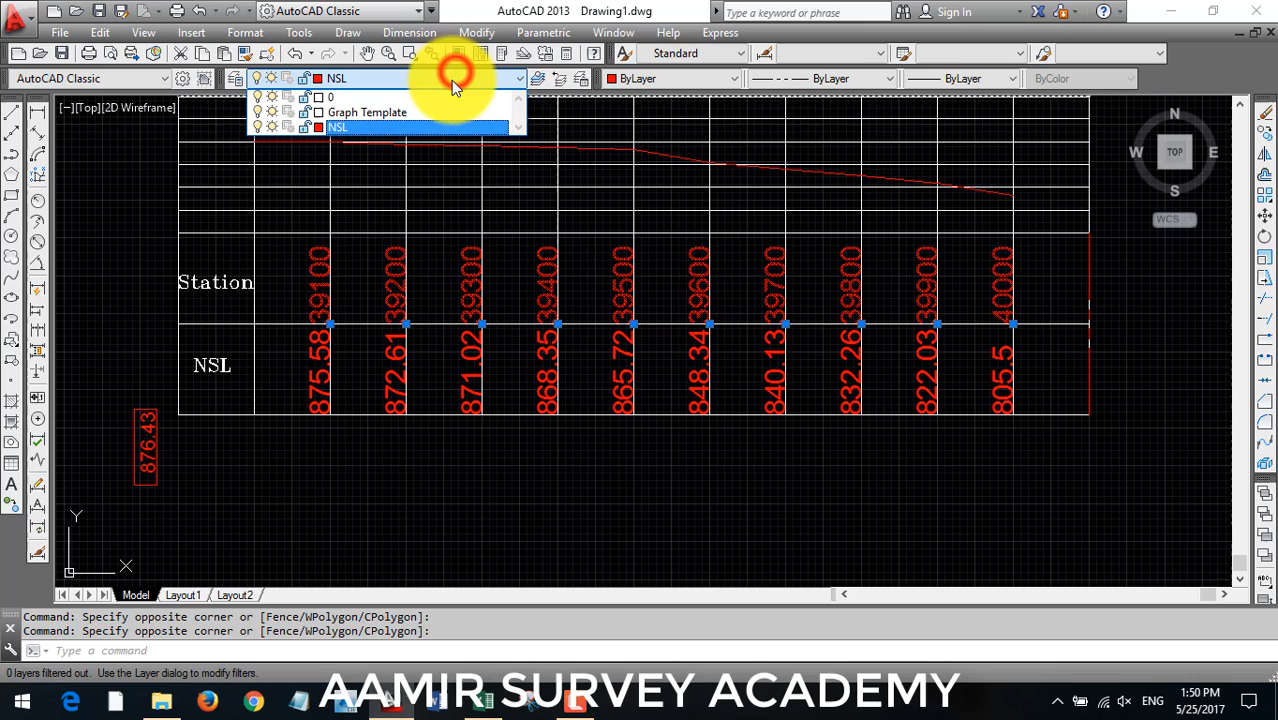 AutoCAD Classic
AutoCAD 2013 Drawing1.dwg
Type a keyword or phrase
Sign In
File Edit View Insert Format Tools Draw Dimension Modify Parametric Window Help Express
Standard
AutoCAD Classic
NSL
ByLayer
ByLayer
ByLayer
ByColor
0
Graph Template
NSL
[−][Top][2D Wireframe]
N
W TOP E
S
WCS
Station 39100 39200 39300 39400 39500 39600 39700 39800 39900 40000
NSL 875.58 872.61 871.02 868.35 865.72 848.34 840.13 832.26 822.03 805.5
876.43
Y
X
Model Layout1 Layout2
Command: Specify opposite corner or [Fence/WPolygon/CPolygon]:
Command: Specify opposite corner or [Fence/WPolygon/CPolygon]:
Type a command
0 layers filtered out. Use the Layer dialog to modify filters.
AAMIR SURVEY ACADEMY
ENG
1:50 PM
5/25/2017